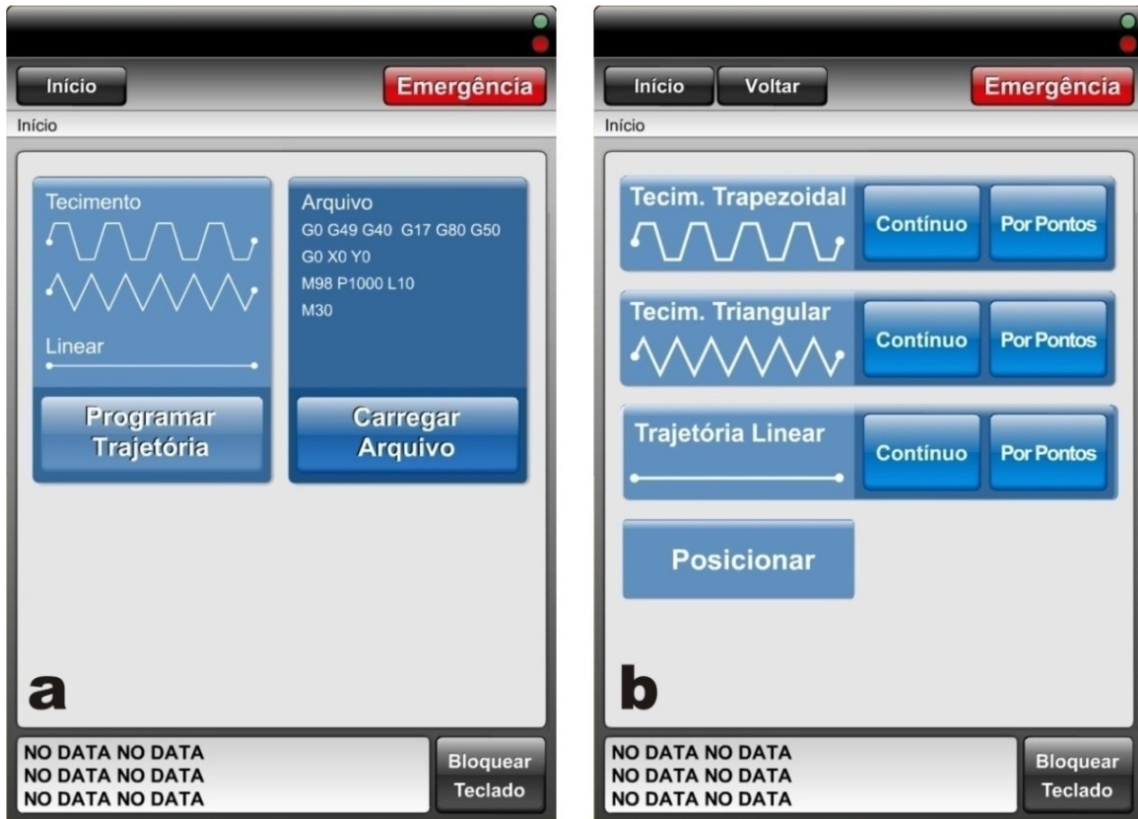 Início
Emergência
Início
Tecimento
Linear
Programar
Trajetória
Arquivo
G0 G49 G40 G17 G80 G50
G0 X0 Y0
M98 P1000 L10
M30
Carregar
Arquivo
a
NO DATA NO DATA
NO DATA NO DATA
NO DATA NO DATA
Bloquear
Teclado
Início
Voltar
Emergência
Início
Tecim. Trapezoidal
Contínuo
Por Pontos
Tecim. Triangular
Contínuo
Por Pontos
Trajetória Linear
Contínuo
Por Pontos
Posicionar
b
NO DATA NO DATA
NO DATA NO DATA
NO DATA NO DATA
Bloquear
Teclado